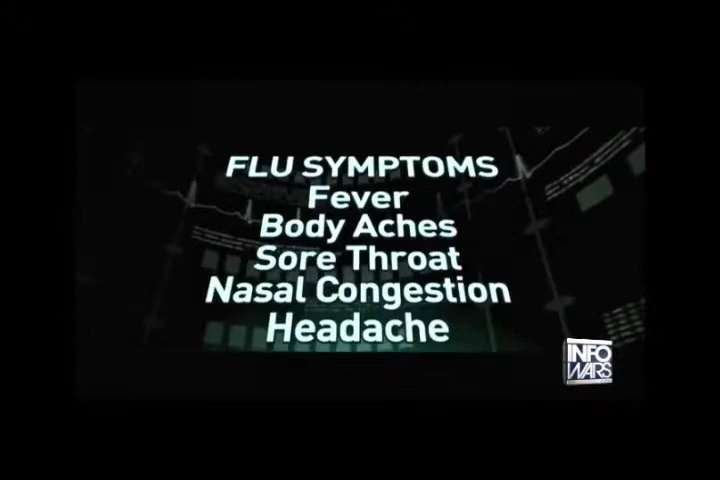 FLU SYMPTOMS
Fever
Body Aches
Sore Throat
Nasal Congestion
Headache
INFO
WARS